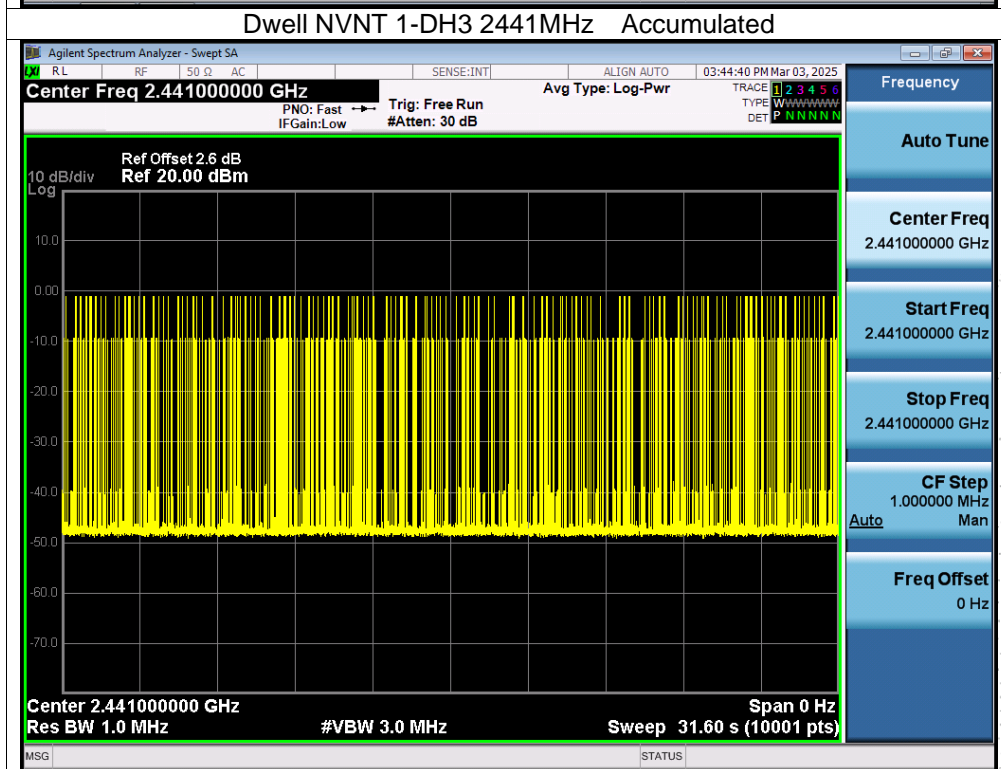 Dwell NVNT 1-DH3 2441MHz    Accumulated
Agilent Spectrum Analyzer - Swept SA
LXI RL RF 50 Ω AC SENSE:INT ALIGN AUTO 03:44:40 PM Mar 03, 2025
Center Freq 2.441000000 GHz
PNO: Fast
IFGain:Low
Trig: Free Run
#Atten: 30 dB
Avg Type: Log-Pwr
TRACE 1 2 3 4 5 6
TYPE WWWWWWW
DET P N N N N N
Frequency
Auto Tune
Center Freq
2.441000000 GHz
Start Freq
2.441000000 GHz
Stop Freq
2.441000000 GHz
CF Step
1.000000 MHz
Auto Man
Freq Offset
0 Hz
Ref Offset 2.6 dB
10 dB/div Ref 20.00 dBm
Log
10.0
0.00
-10.0
-20.0
-30.0
-40.0
-50.0
-60.0
-70.0
Center 2.441000000 GHz Span 0 Hz
Res BW 1.0 MHz #VBW 3.0 MHz Sweep 31.60 s (10001 pts)
MSG STATUS